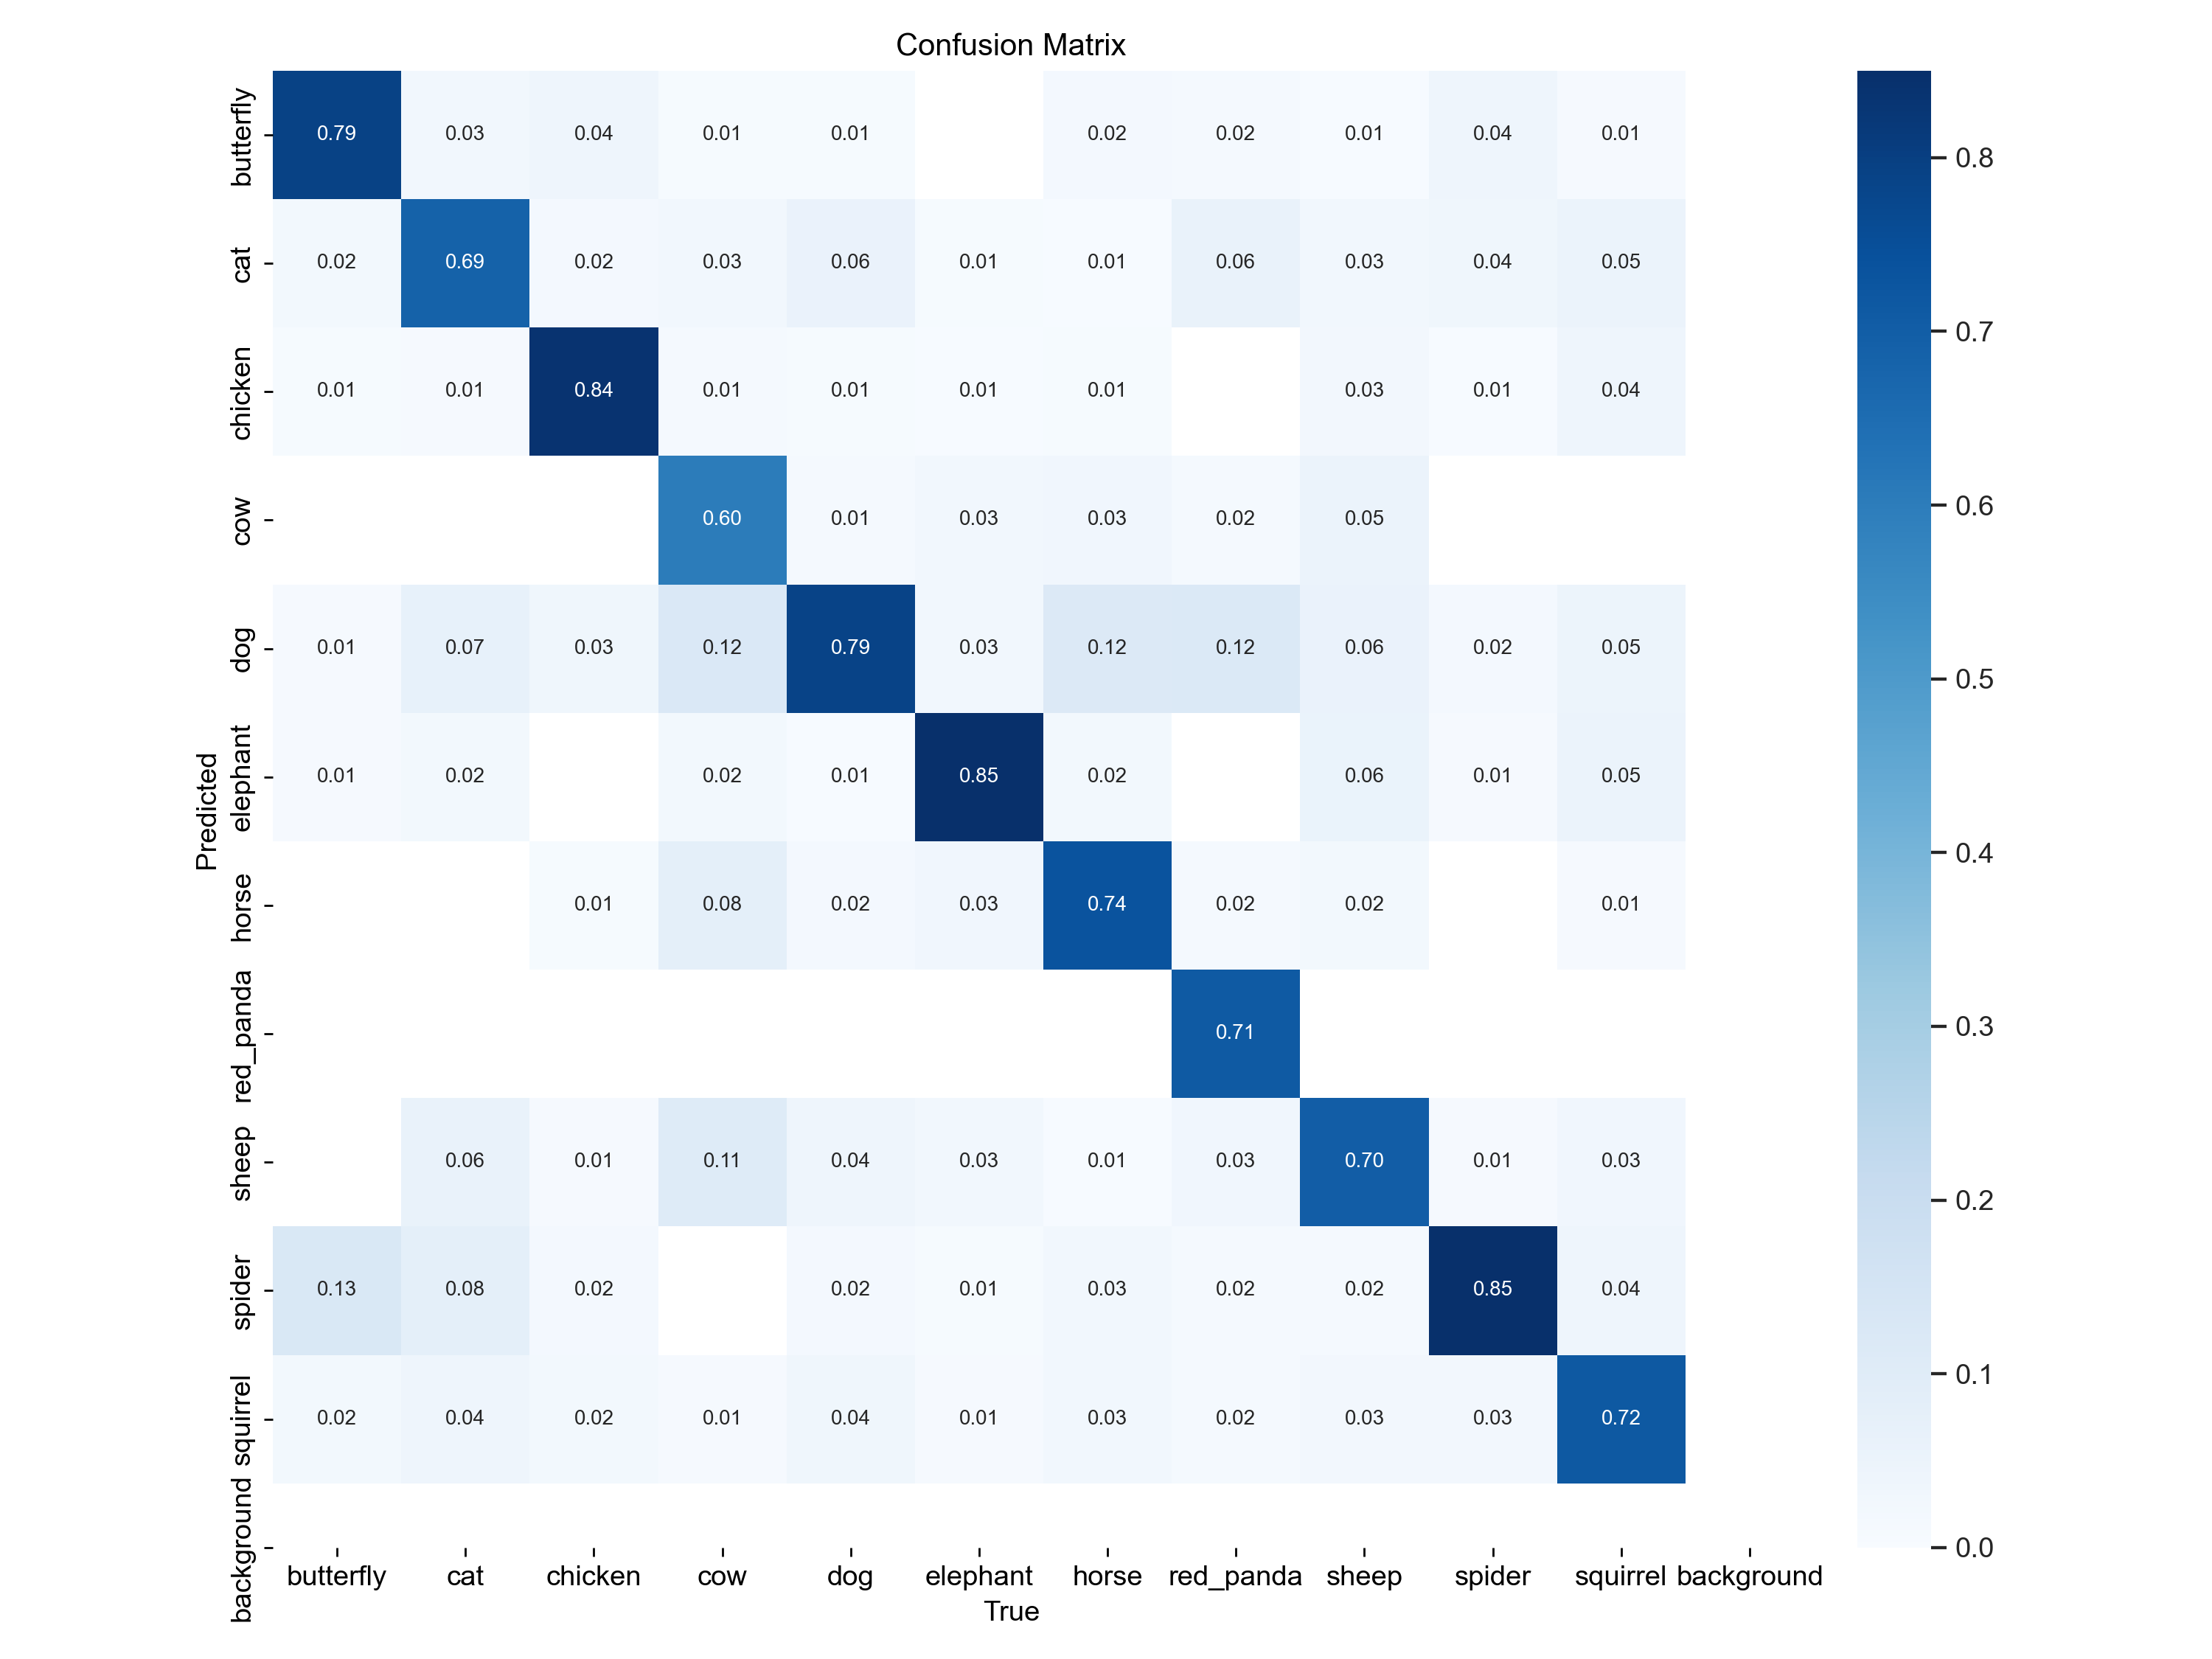 Confusion Matrix
butterfly 0.79 0.03 0.04 0.01 0.01 0.02 0.02 0.01 0.04 0.01
cat 0.02 0.69 0.02 0.03 0.06 0.01 0.01 0.06 0.03 0.04 0.05
chicken 0.01 0.01 0.84 0.01 0.01 0.01 0.01 0.03 0.01 0.04
cow 0.60 0.01 0.03 0.03 0.02 0.05
dog 0.01 0.07 0.03 0.12 0.79 0.03 0.12 0.12 0.06 0.02 0.05
elephant 0.01 0.02 0.02 0.01 0.85 0.02 0.06 0.01 0.05
horse 0.01 0.08 0.02 0.03 0.74 0.02 0.02 0.01
red_panda 0.71
sheep 0.06 0.01 0.11 0.04 0.03 0.01 0.03 0.70 0.01 0.03
spider 0.13 0.08 0.02 0.02 0.01 0.03 0.02 0.02 0.85 0.04
squirrel 0.02 0.04 0.02 0.01 0.04 0.01 0.03 0.02 0.03 0.03 0.72
background
Predicted
butterfly cat chicken cow dog elephant horse red_panda sheep spider squirrel background
True
0.8
0.7
0.6
0.5
0.4
0.3
0.2
0.1
0.0